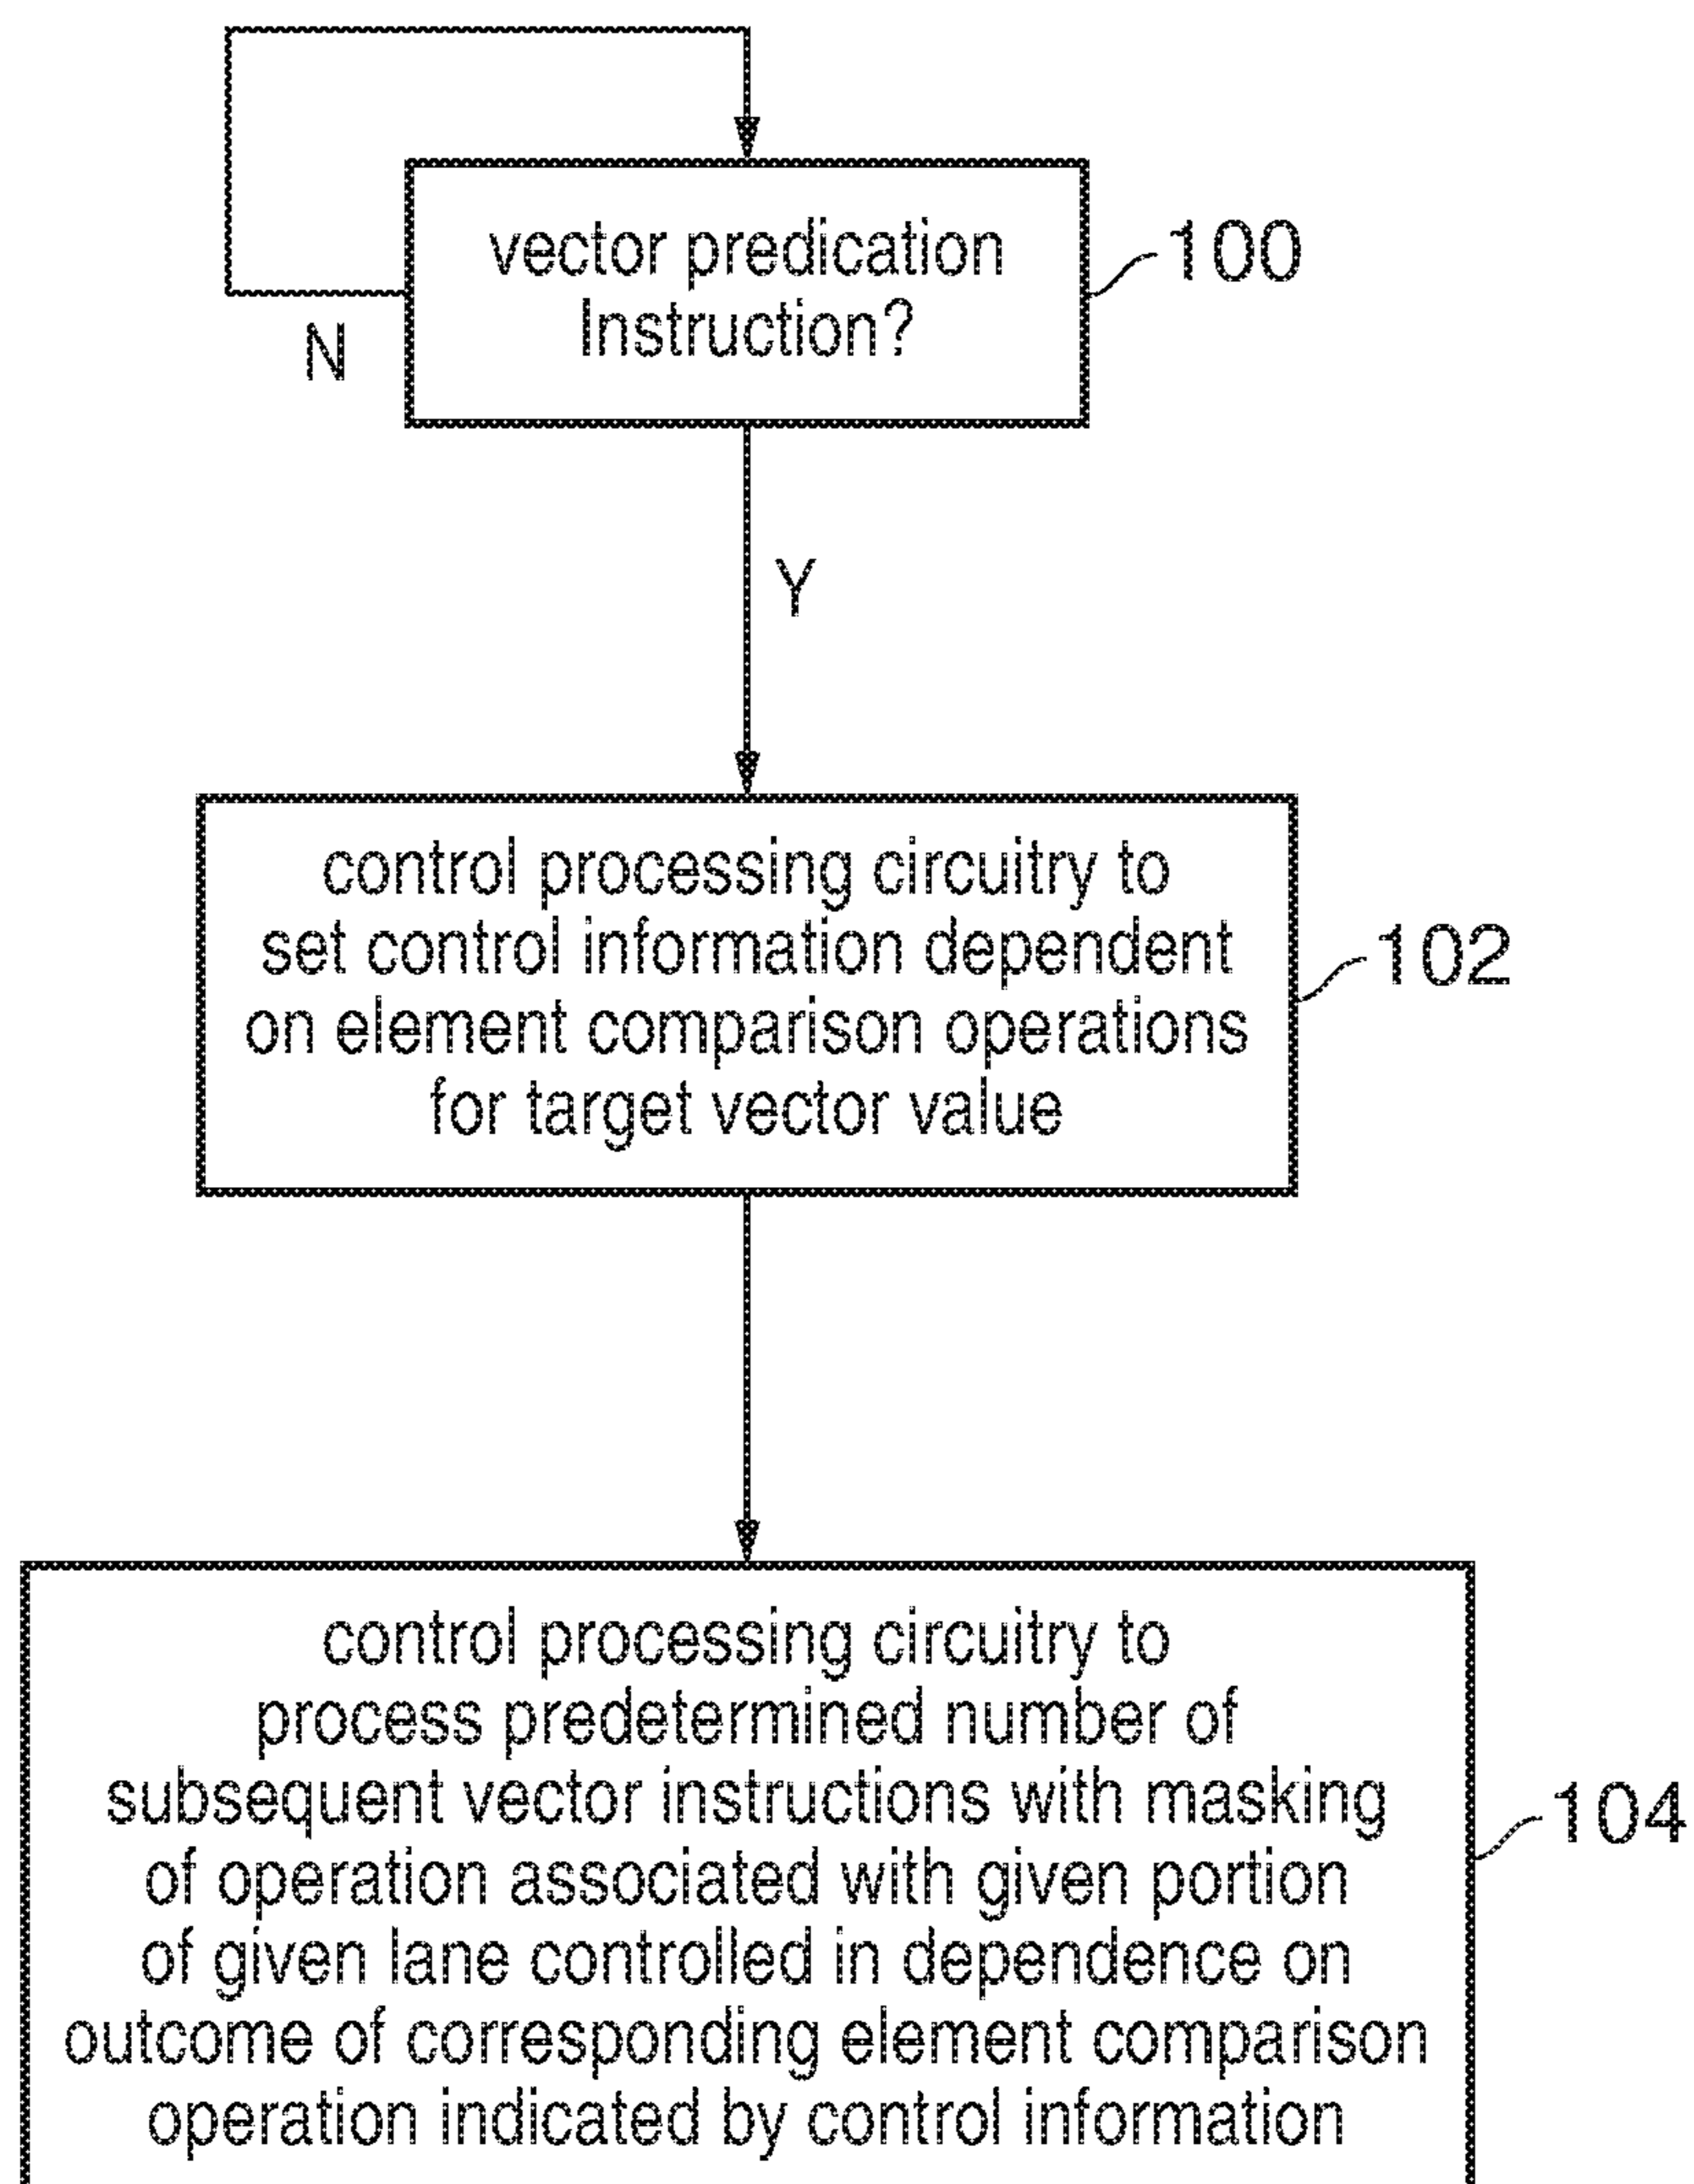 vector predication
Instruction?
100
N
Y
control processing circuitry to
set control information dependent
on element comparison operations
for target vector value
102
control processing circuitry to
process predetermined number of
subsequent vector instructions with masking
of operation associated with given portion
of given lane controlled in dependence on
outcome of corresponding element comparison
operation indicated by control information
104